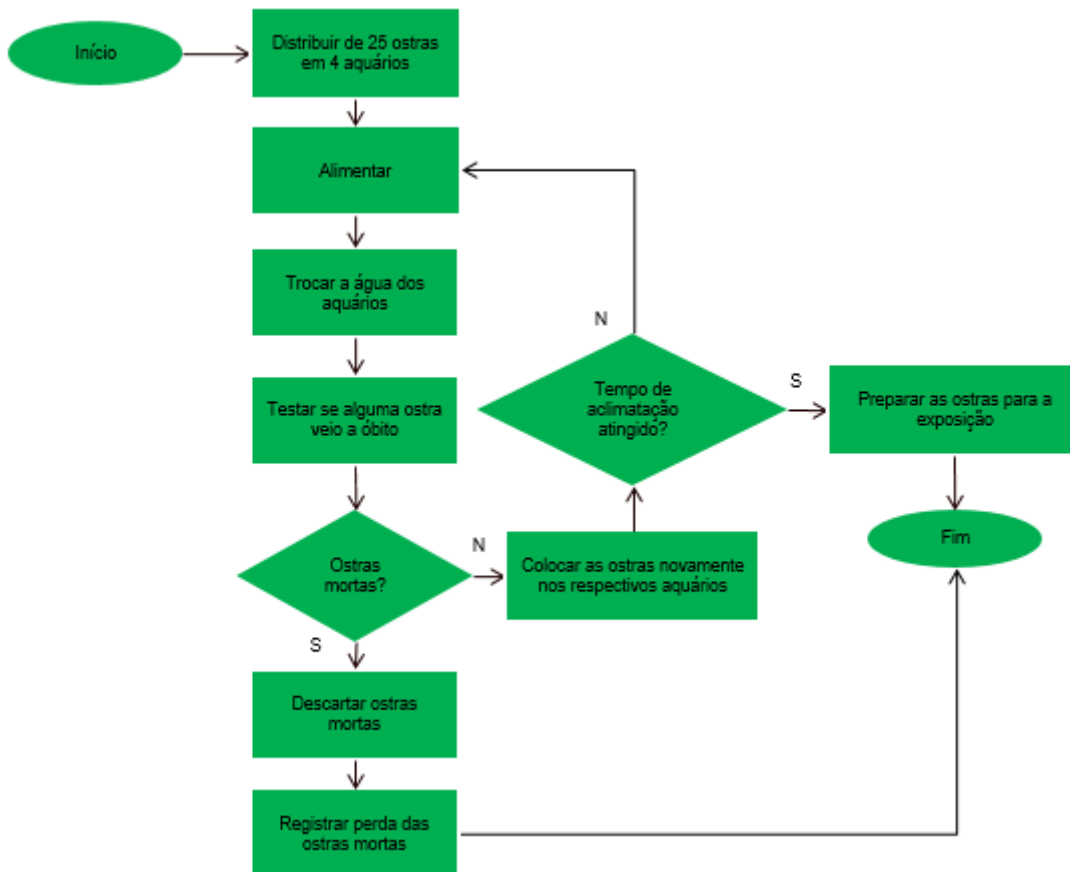 Início
Distribuir de 25 ostras
em 4 aquários
Alimentar
Trocar a água dos
aquários
Testar se alguma ostra
veio a óbito
Ostras
mortas?
N
Colocar as ostras novamente
nos respectivos aquários
Tempo de
aclimatação
atingido?
N
S
Preparar as ostras para a
exposição
Fim
S
Descartar ostras
mortas
Registrar perda das
ostras mortas